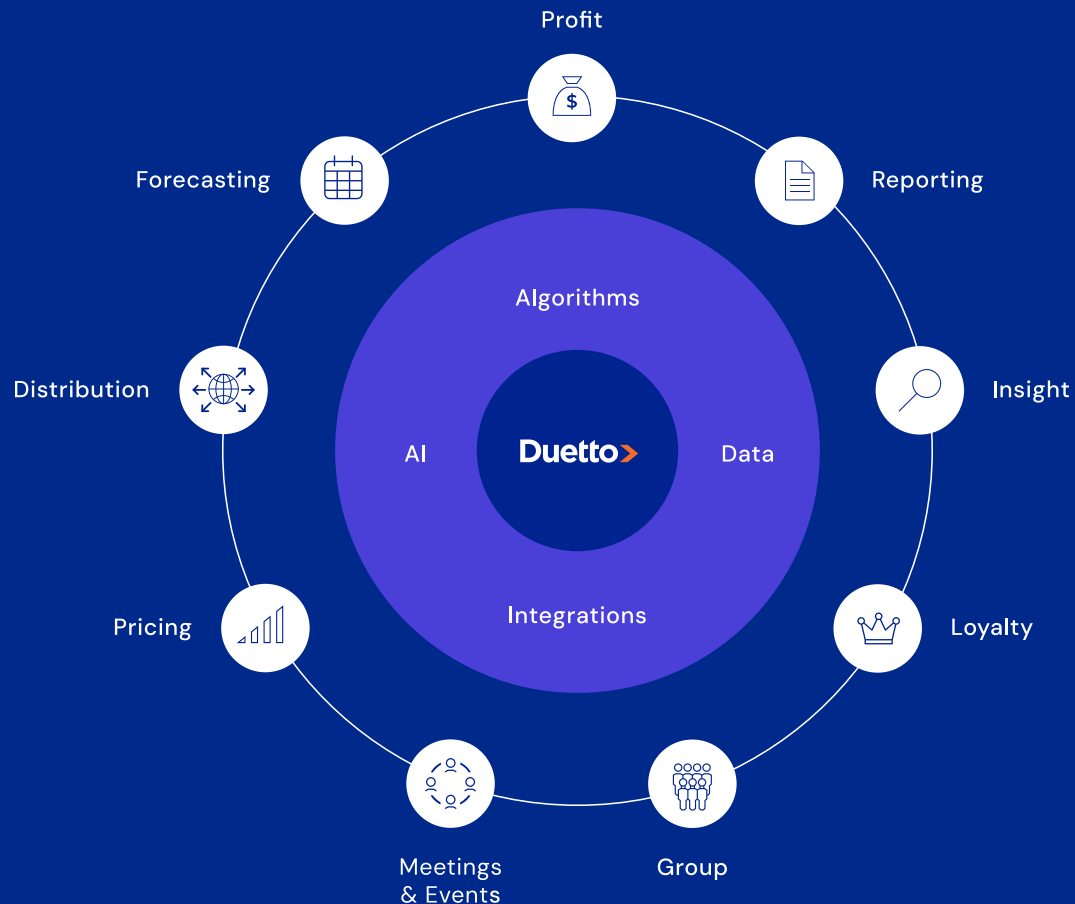 Profit
$
Forecasting
Reporting
Algorithms
Distribution
Insight
AI
Duetto
Data
Integrations
Pricing
Loyalty
Meetings
& Events
Group